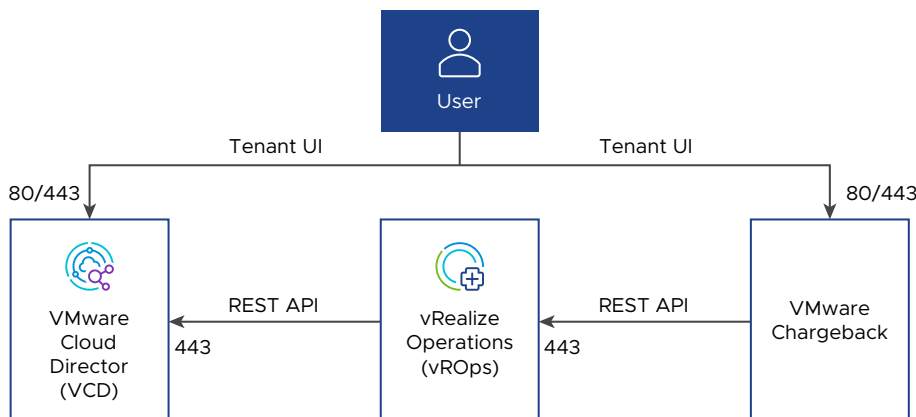 User
Tenant UI
Tenant UI
80/443
80/443
VMware
Cloud
Director
(VCD)
REST API
443
vRealize
Operations
(vROps)
REST API
443
VMware
Chargeback